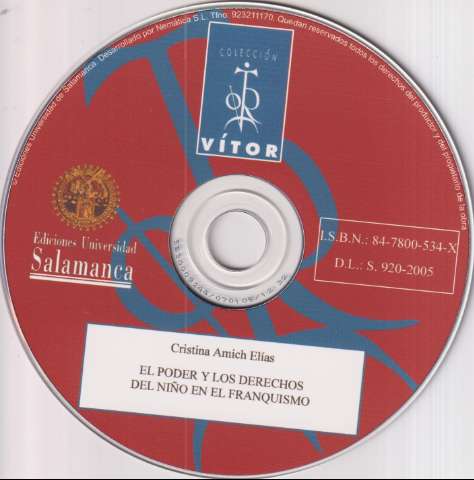 © Ediciones Universidad de Salamanca. Desarrollado por Nemática S.L. Tfno. 923211170. Quedan reservados todos los derechos del productor y del propietario de la obra
COLECCIÓN
VÍTOR
Ediciones Universidad
Salamanca
I.S.B.N.: 84-7800-534-X
D.L.: S. 920-2005
Cristina Amich Elías
EL PODER Y LOS DERECHOS
DEL NIÑO EN EL FRANQUISMO